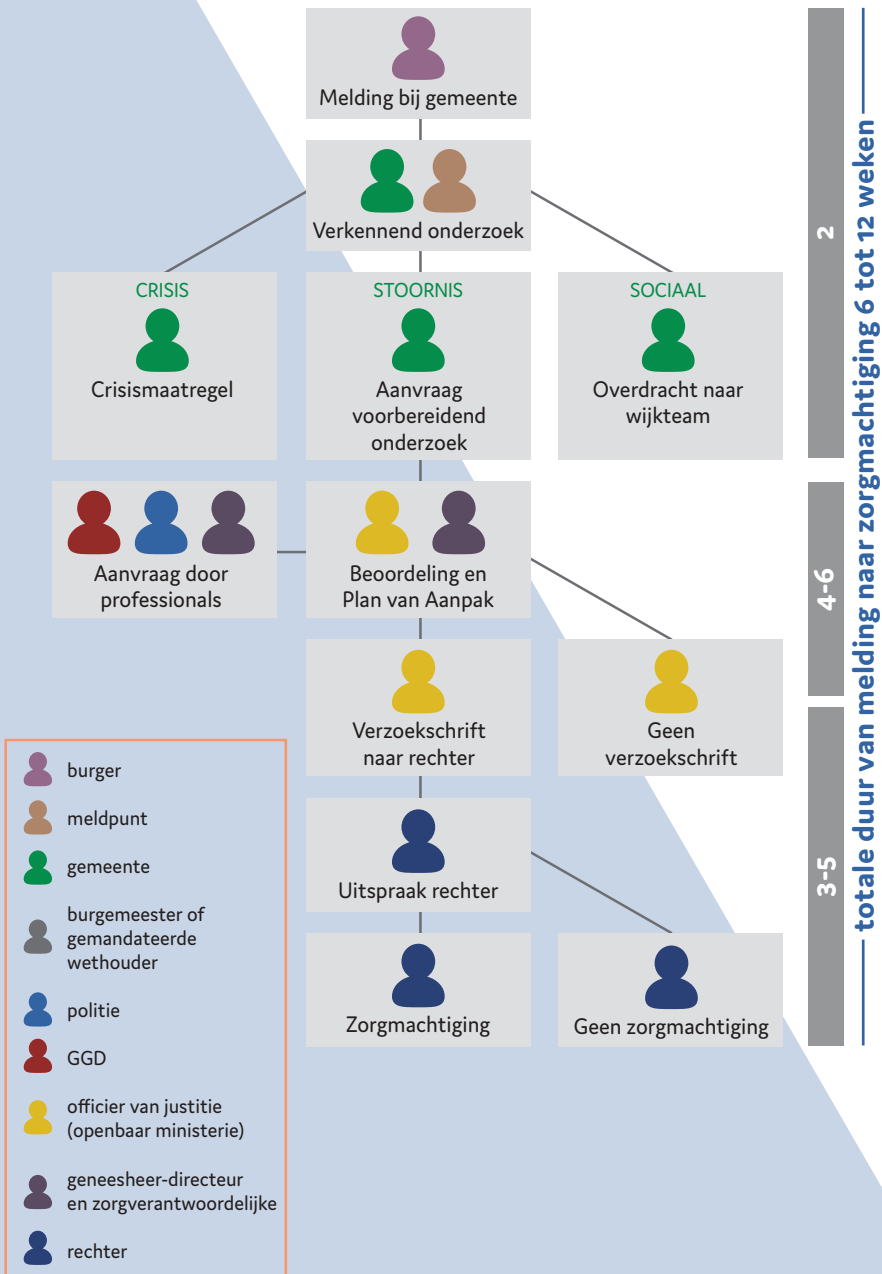 Melding bij gemeente
Verkennend onderzoek
CRISIS
Crisismaatregel
STOORNIS
Aanvraag
voorbereidend
onderzoek
SOCIAAL
Overdracht naar
wijkteam
Aanvraag door
professionals
Beoordeling en
Plan van Aanpak
Verzoekschrift
naar rechter
Geen
verzoekschrift
Uitspraak rechter
Zorgmachtiging
Geen zorgmachtiging
2
4-6
3-5
totale duur van melding naar zorgmachtiging 6 tot 12 weken
burger
meldpunt
gemeente
burgemeester of
gemandateerde
wethouder
politie
GGD
officier van justitie
(openbaar ministerie)
geneesheer-directeur
en zorgverantwoordelijke
rechter